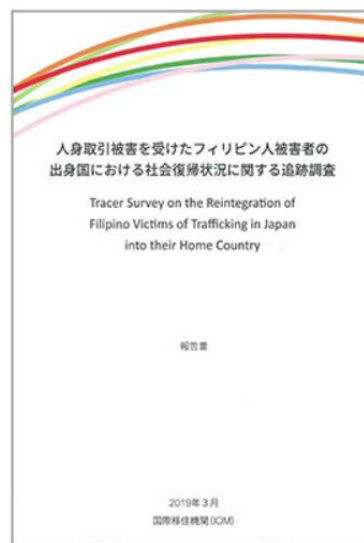 人身取引被害を受けたフィリピン人被害者の
出身国における社会復帰状況に関する追跡調査
Tracer Survey on the Reintegration of
Filipino Victims of Trafficking in Japan
into their Home Country
報告書
2019年3月
国際移住機関(IOM)